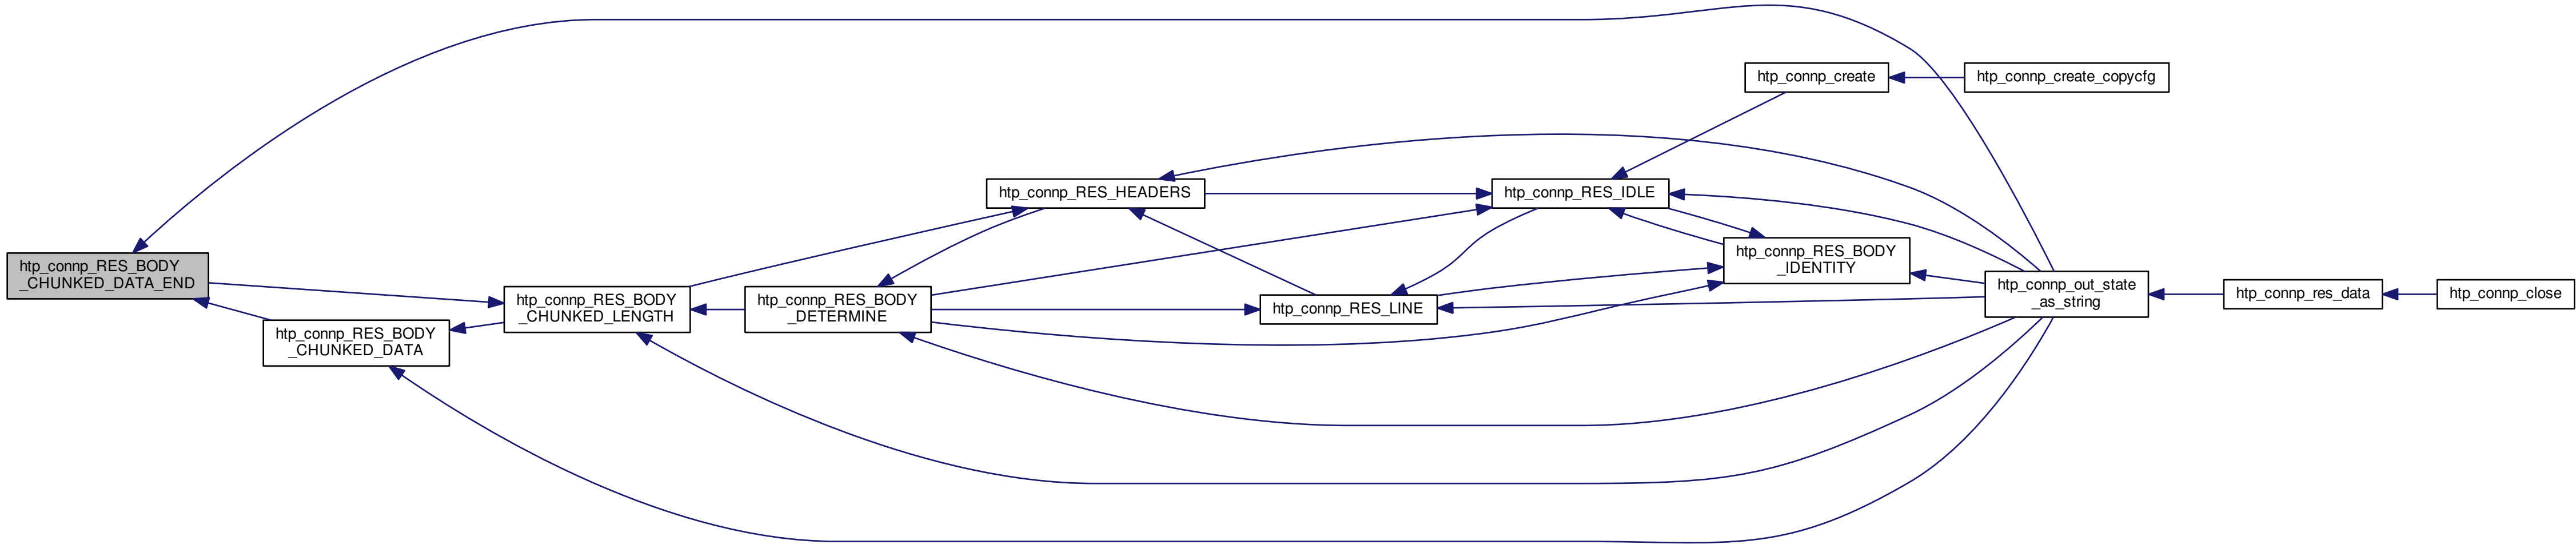 htp_connp_RES_BODY
_CHUNKED_DATA_END
htp_connp_RES_BODY
_CHUNKED_DATA
htp_connp_RES_BODY
_CHUNKED_LENGTH
htp_connp_RES_BODY
_DETERMINE
htp_connp_RES_HEADERS
htp_connp_RES_LINE
htp_connp_RES_IDLE
htp_connp_create
htp_connp_RES_BODY
_IDENTITY
htp_connp_create_copycfg
htp_connp_out_state
_as_string
htp_connp_res_data
htp_connp_close